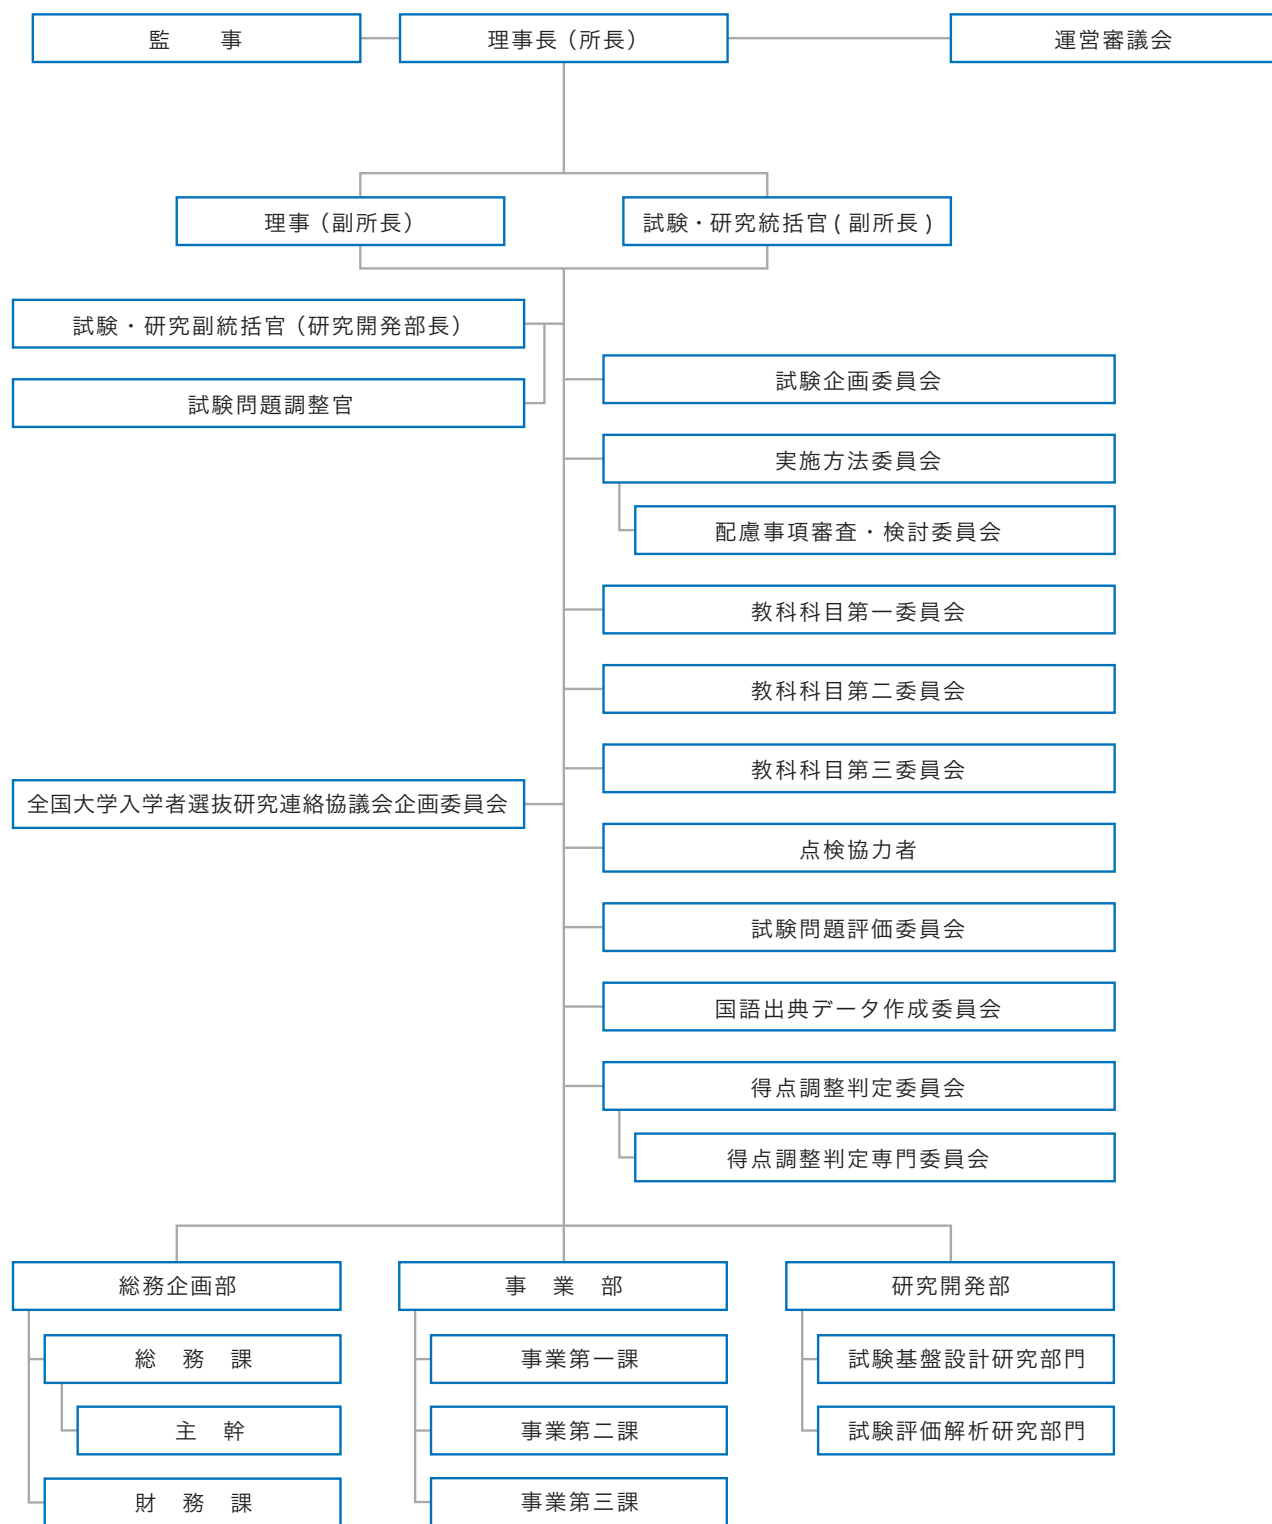 監　　事
理事長（所長）
運営審議会
理事（副所長）
試験・研究統括官( 副所長 )
試験・研究副統括官（研究開発部長）
試験問題調整官
試験企画委員会
実施方法委員会
配慮事項審査・検討委員会
教科科目第一委員会
教科科目第二委員会
教科科目第三委員会
全国大学入学者選抜研究連絡協議会企画委員会
点検協力者
試験問題評価委員会
国語出典データ作成委員会
得点調整判定委員会
得点調整判定専門委員会
総務企画部
総　務　課
主　幹
財　務　課
事　業　部
事業第一課
事業第二課
事業第三課
研究開発部
試験基盤設計研究部門
試験評価解析研究部門